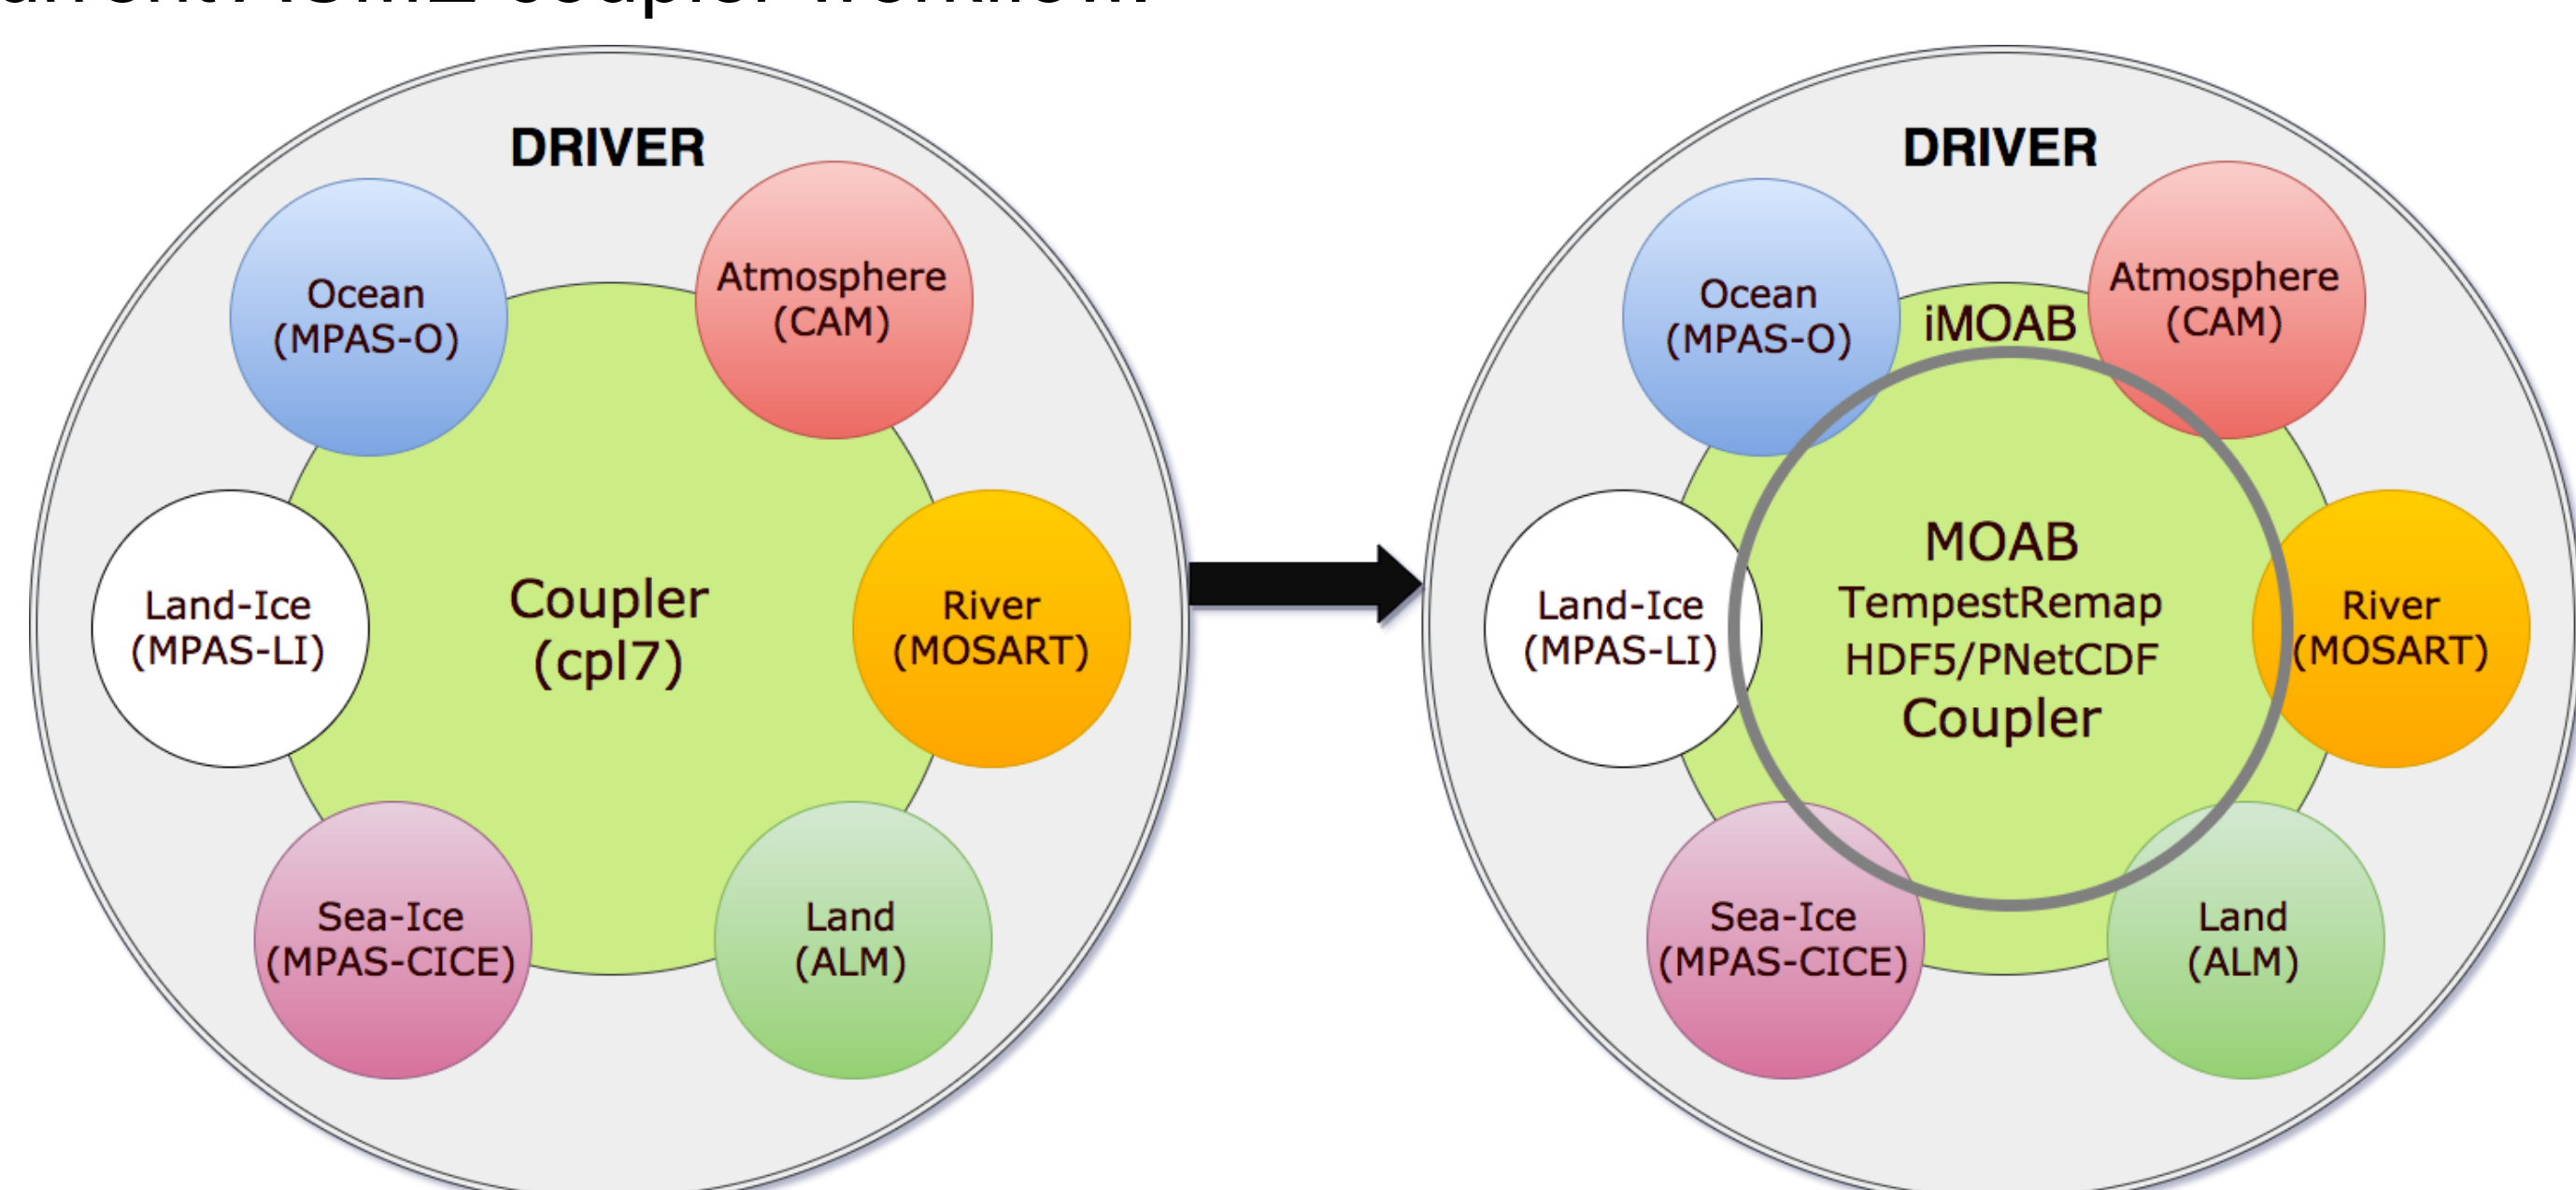 coupler
DRIVER
Ocean
(MPAS-O)
Atmosphere
(CAM)
Land-Ice
(MPAS-LI)
Coupler
(cpl7)
River
(MOSART)
Sea-Ice
(MPAS-CICE)
Land
(ALM)
DRIVER
Ocean
(MPAS-O)
iMOAB
Atmosphere
(CAM)
Land-Ice
(MPAS-LI)
MOAB
TempestRemap
HDF5/PNetCDF
Coupler
River
(MOSART)
Sea-Ice
(MPAS-CICE)
Land
(ALM)